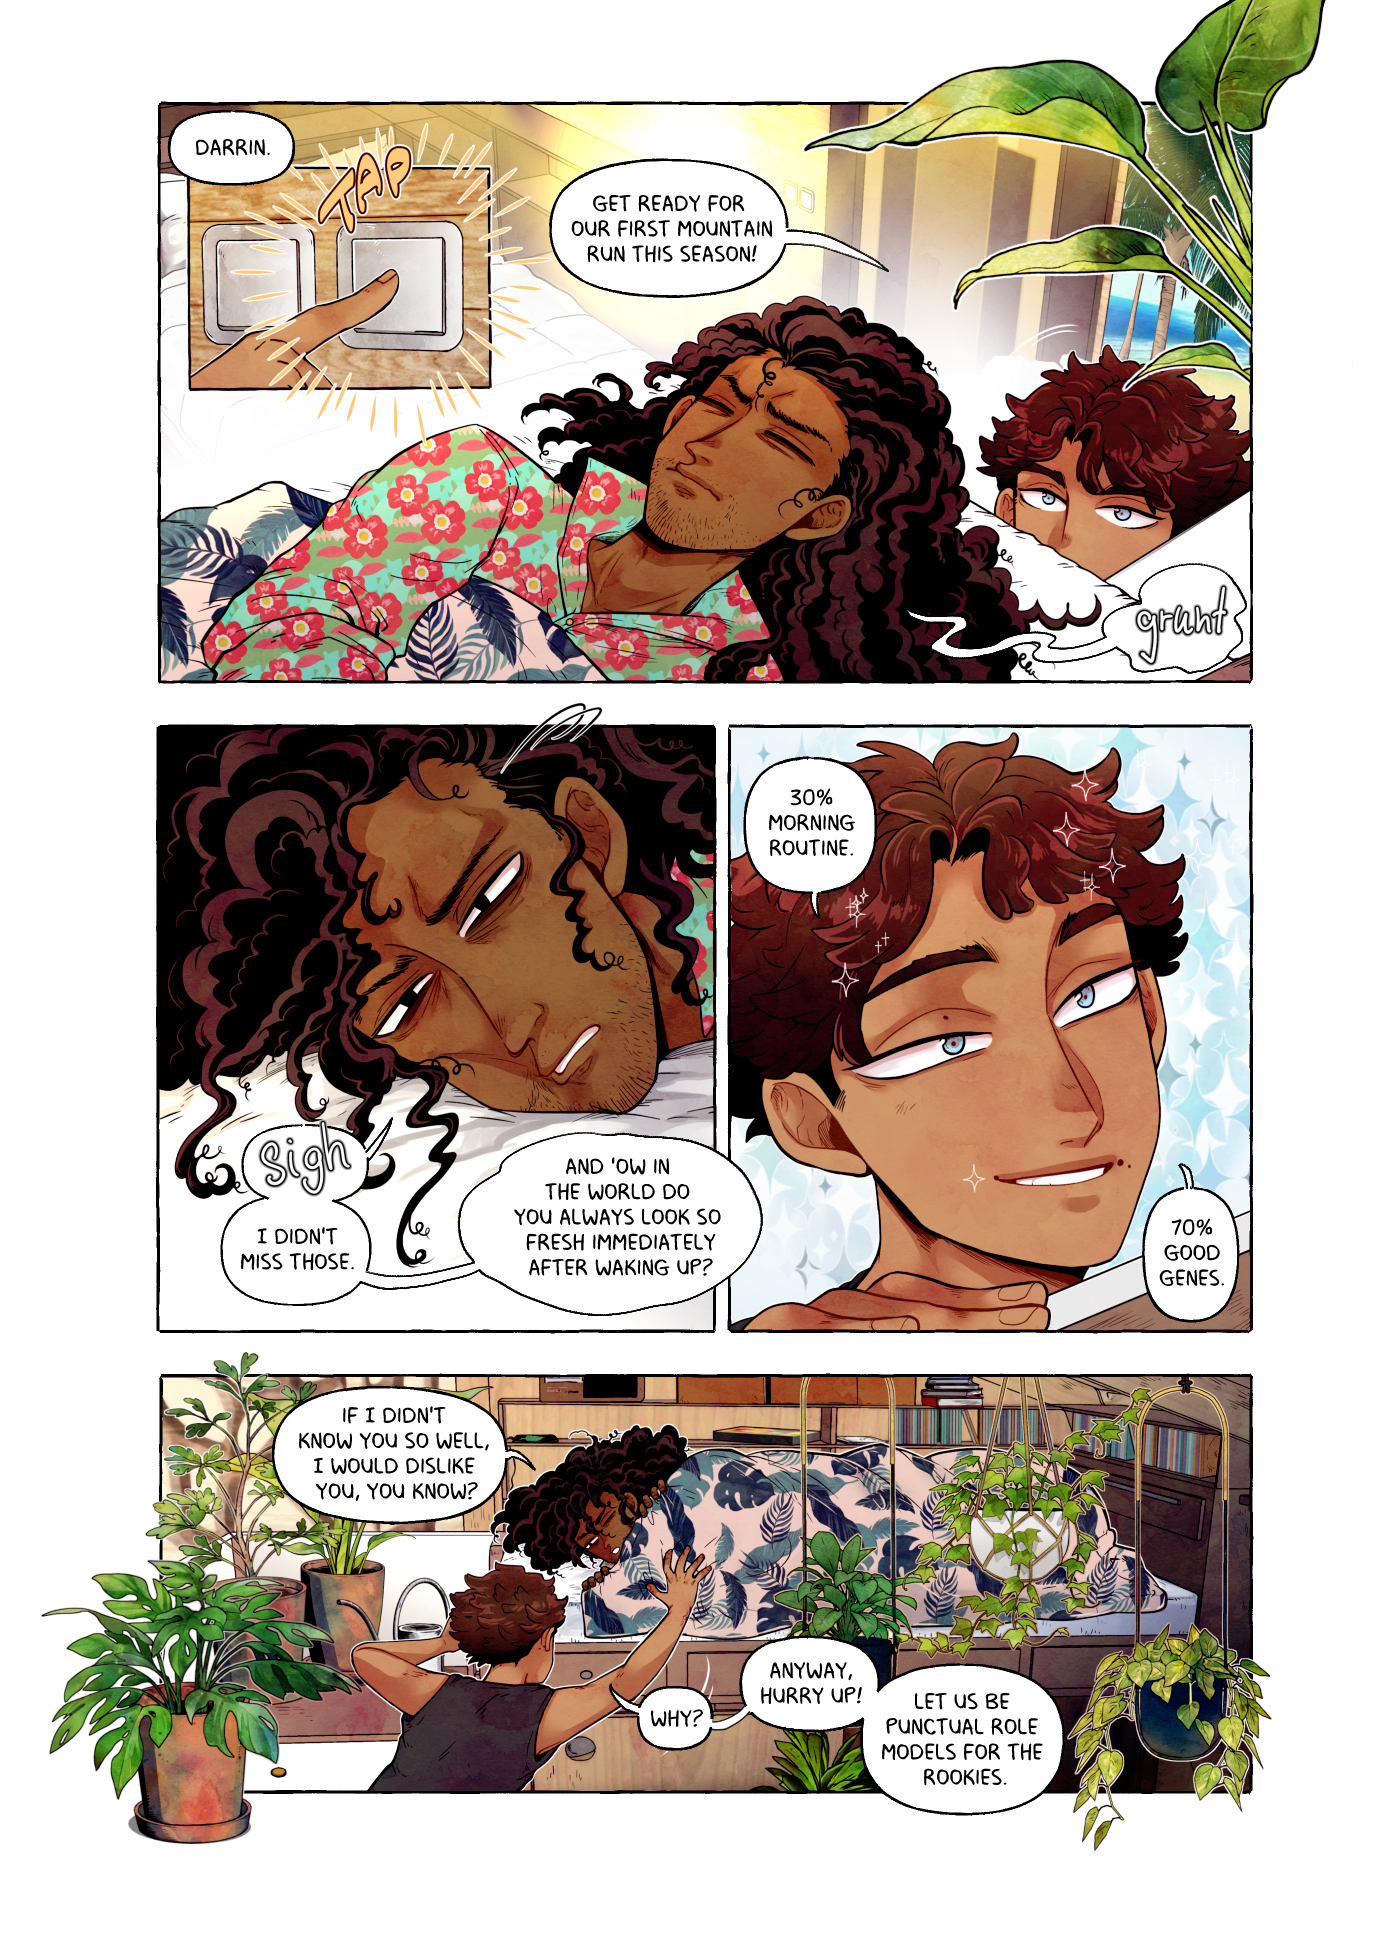 DARRIN.
TAP
GET READY FOR
OUR FIRST MOUNTAIN
RUN THIS SEASON!
grunt
sigh
I DIDN'T
MISS THOSE.
AND 'OW IN
THE WORLD DO
YOU ALWAYS LOOK SO
FRESH IMMEDIATELY
AFTER WAKING UP?
30%
MORNING
ROUTINE.
70%
GOOD
GENES.
IF I DIDN'T
KNOW YOU SO WELL,
I WOULD DISLIKE
YOU, YOU KNOW?
WHY?
ANYWAY,
HURRY UP!
LET US BE
PUNCTUAL ROLE
MODELS FOR THE
ROOKIES.